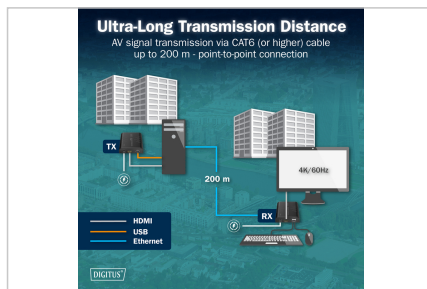 Ultra-Long Transmission Distance
AV signal transmission via CAT6 (or higher) cable
up to 200 m - point-to-point connection
TX
4K/60Hz
200 m
RX
HDMI
USB
Ethernet
DIGITUS®